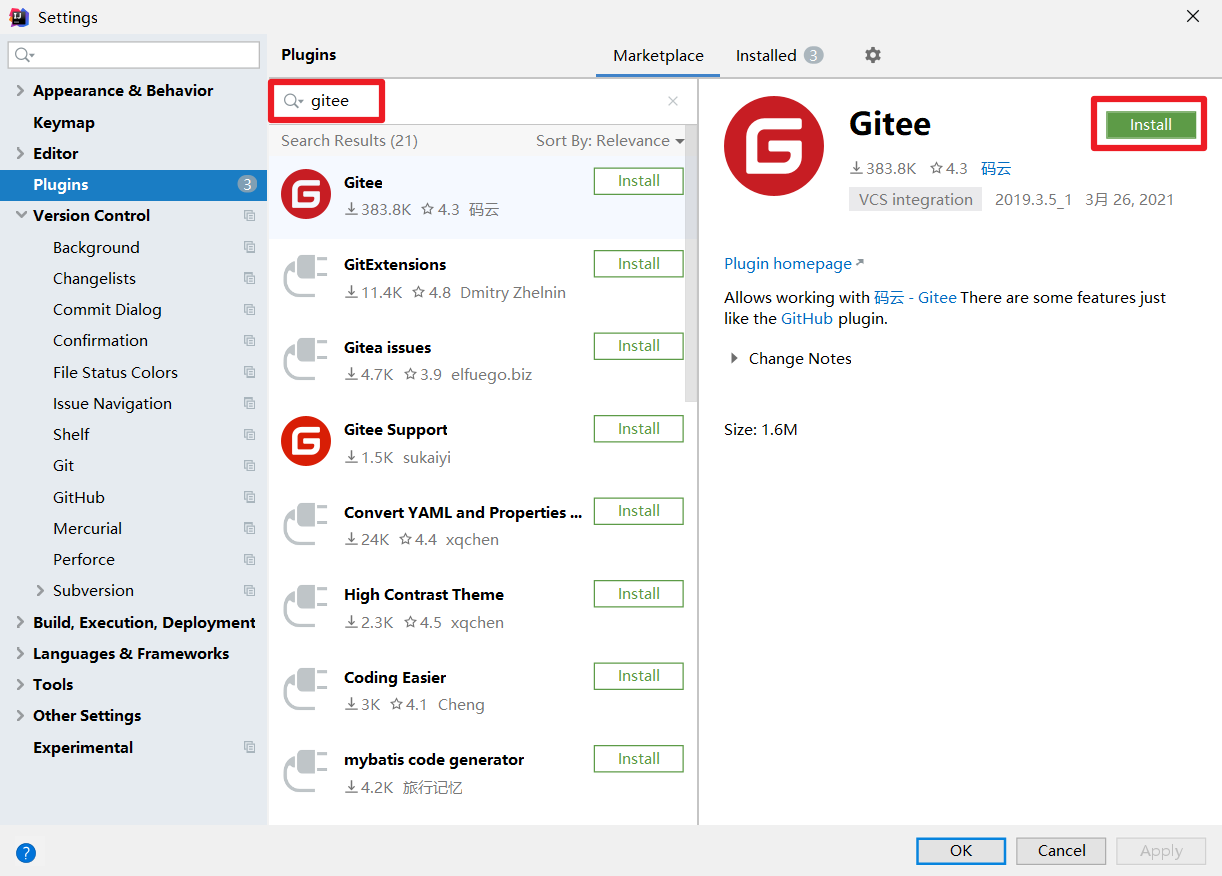 Settings
Appearance & Behavior
Keymap
Editor
Plugins 3
Version Control
Background
Changelists
Commit Dialog
Confirmation
File Status Colors
Issue Navigation
Shelf
Git
GitHub
Mercurial
Perforce
Subversion
Build, Execution, Deployment
Languages & Frameworks
Tools
Other Settings
Experimental
Plugins
Marketplace
Installed 3
gitee
Search Results (21) Sort By: Relevance
Gitee Install
383.8K 4.3 码云
GitExtensions Install
11.4K 4.8 Dmitry Zhelnin
Gitea issues Install
4.7K 3.9 elfuego.biz
Gitee Support Install
1.5K sukaiyi
Convert YAML and Properties ... Install
24K 4.4 xqchen
High Contrast Theme Install
2.3K 4.5 xqchen
Coding Easier Install
3K 4.1 Cheng
mybatis code generator Install
4.2K 旅行记忆
G
Gitee Install
383.8K 4.3 码云
VCS integration 2019.3.5_1 3月 26, 2021
Plugin homepage
Allows working with 码云 - Gitee There are some features just
like the GitHub plugin.
Change Notes
Size: 1.6M
?
OK Cancel Apply